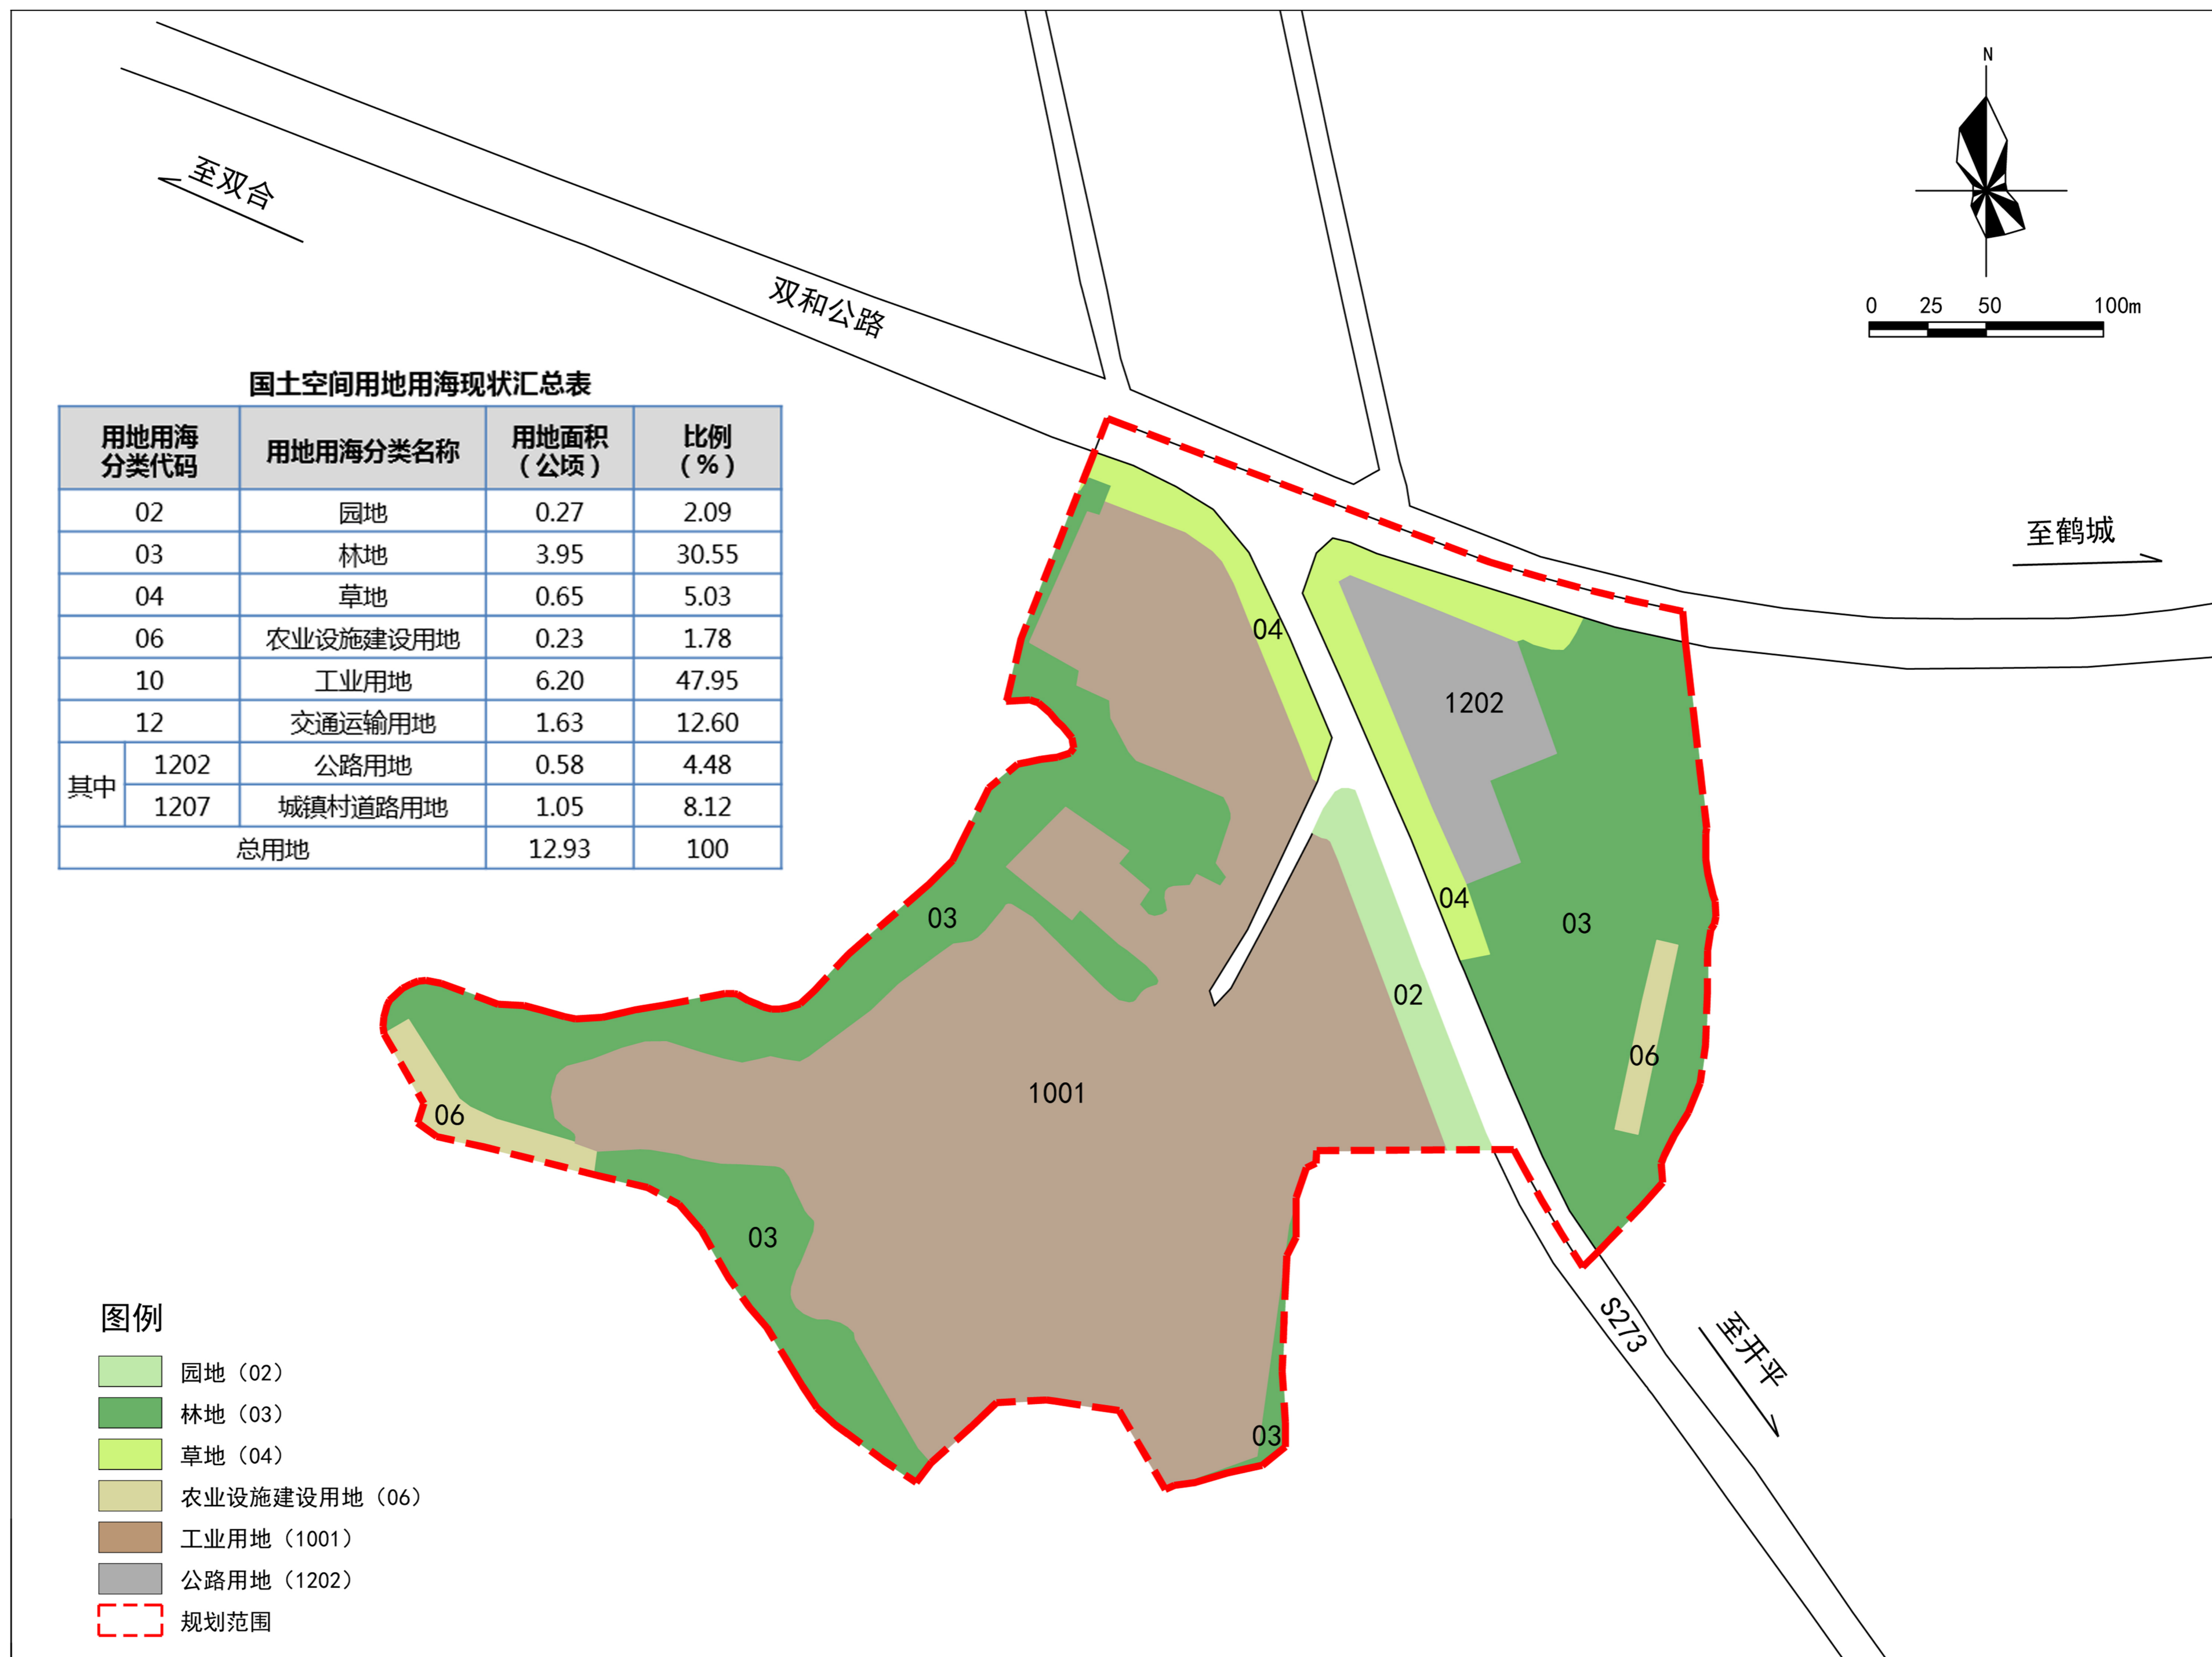 N
0 25 50 100m
至双合
双和公路
至鹤城
国土空间用地用海现状汇总表
用地用海
分类代码
用地用海分类名称
用地面积
（公顷）
比例
（%）
02 园地 0.27 2.09
03 林地 3.95 30.55
04 草地 0.65 5.03
06 农业设施建设用地 0.23 1.78
10 工业用地 6.20 47.95
12 交通运输用地 1.63 12.60
其中 1202 公路用地 0.58 4.48
1207 城镇村道路用地 1.05 8.12
总用地 12.93 100
04
1202
04
03
03
02
06
1001
06
03
03
S273
至开平
图例
园地（02）
林地（03）
草地（04）
农业设施建设用地（06）
工业用地（1001）
公路用地（1202）
规划范围